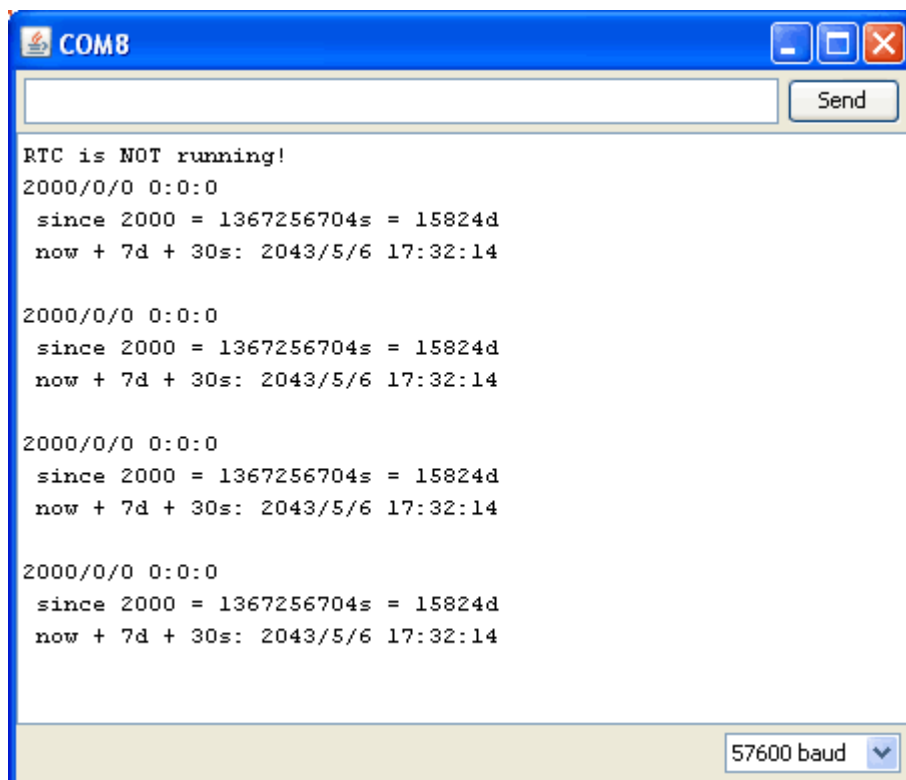 COM8
Send
RTC is NOT running!
2000/0/0 0:0:0
 since 2000 = 1367256704s = 15824d
 now + 7d + 30s: 2043/5/6 17:32:14

2000/0/0 0:0:0
 since 2000 = 1367256704s = 15824d
 now + 7d + 30s: 2043/5/6 17:32:14

2000/0/0 0:0:0
 since 2000 = 1367256704s = 15824d
 now + 7d + 30s: 2043/5/6 17:32:14

2000/0/0 0:0:0
 since 2000 = 1367256704s = 15824d
 now + 7d + 30s: 2043/5/6 17:32:14
57600 baud